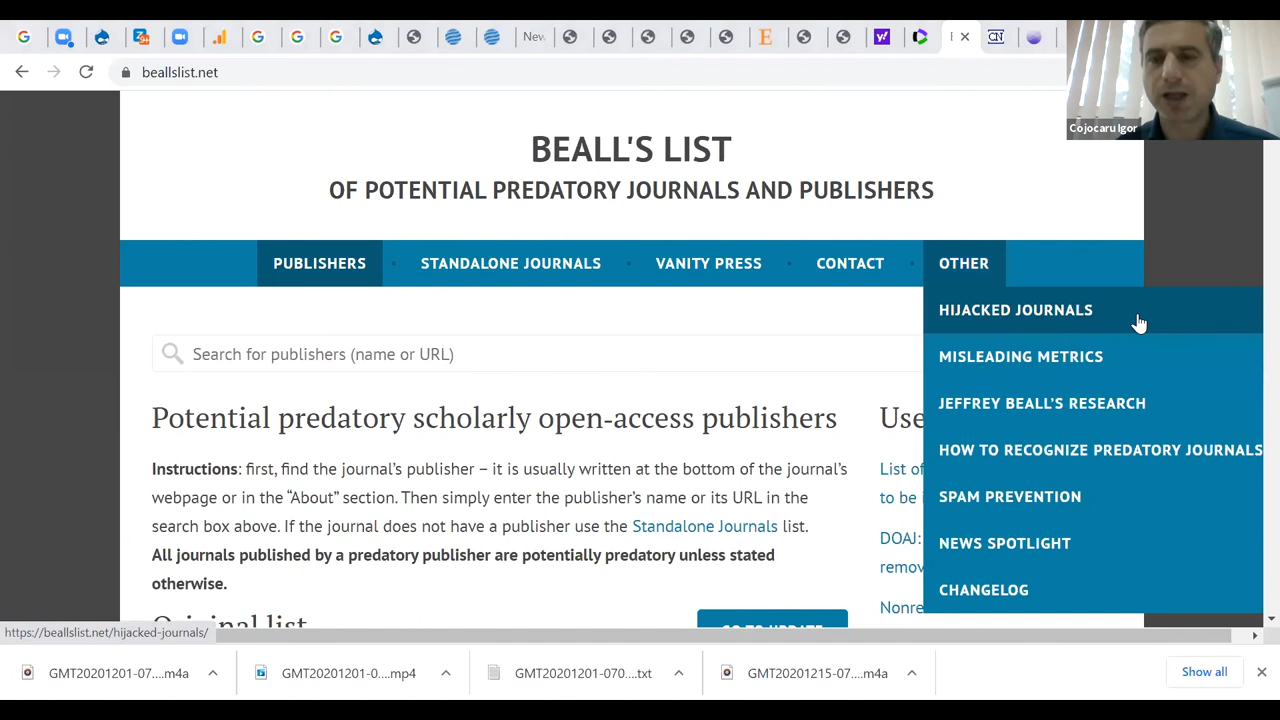 New
beallslist.net
Cojocaru Igor
BEALL'S LIST
OF POTENTIAL PREDATORY JOURNALS AND PUBLISHERS
PUBLISHERS
STANDALONE JOURNALS
VANITY PRESS
CONTACT
OTHER
HIJACKED JOURNALS
MISLEADING METRICS
JEFFREY BEALL'S RESEARCH
HOW TO RECOGNIZE PREDATORY JOURNALS
SPAM PREVENTION
NEWS SPOTLIGHT
CHANGELOG
Search for publishers (name or URL)
Potential predatory scholarly open-access publishers
Instructions: first, find the journal's publisher – it is usually written at the bottom of the journal's
webpage or in the “About” section. Then simply enter the publisher's name or its URL in the
search box above. If the journal does not have a publisher use the Standalone Journals list.
All journals published by a predatory publisher are potentially predatory unless stated
otherwise.
Original list
GO TO UPDATE
Use
List of
to be
DOAJ:
remov
Nonre
https://beallslist.net/hijacked-journals/
GMT20201201-07....m4a
GMT20201201-0....mp4
GMT20201201-070....txt
GMT20201215-07....m4a
Show all